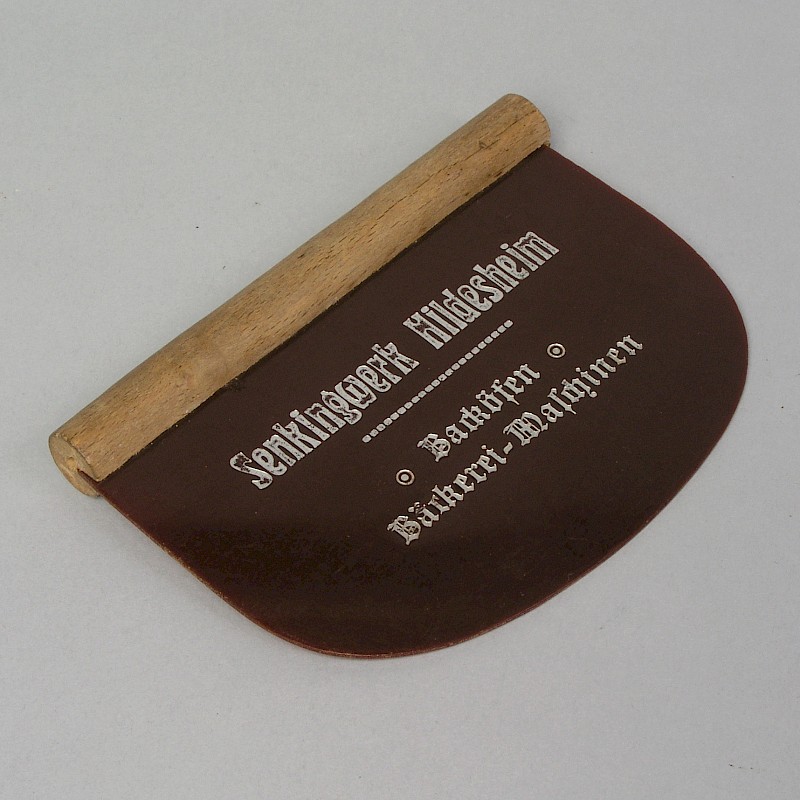 Senkingwerk Hildesheim
Backöfen
Bäckerei-Maschinen